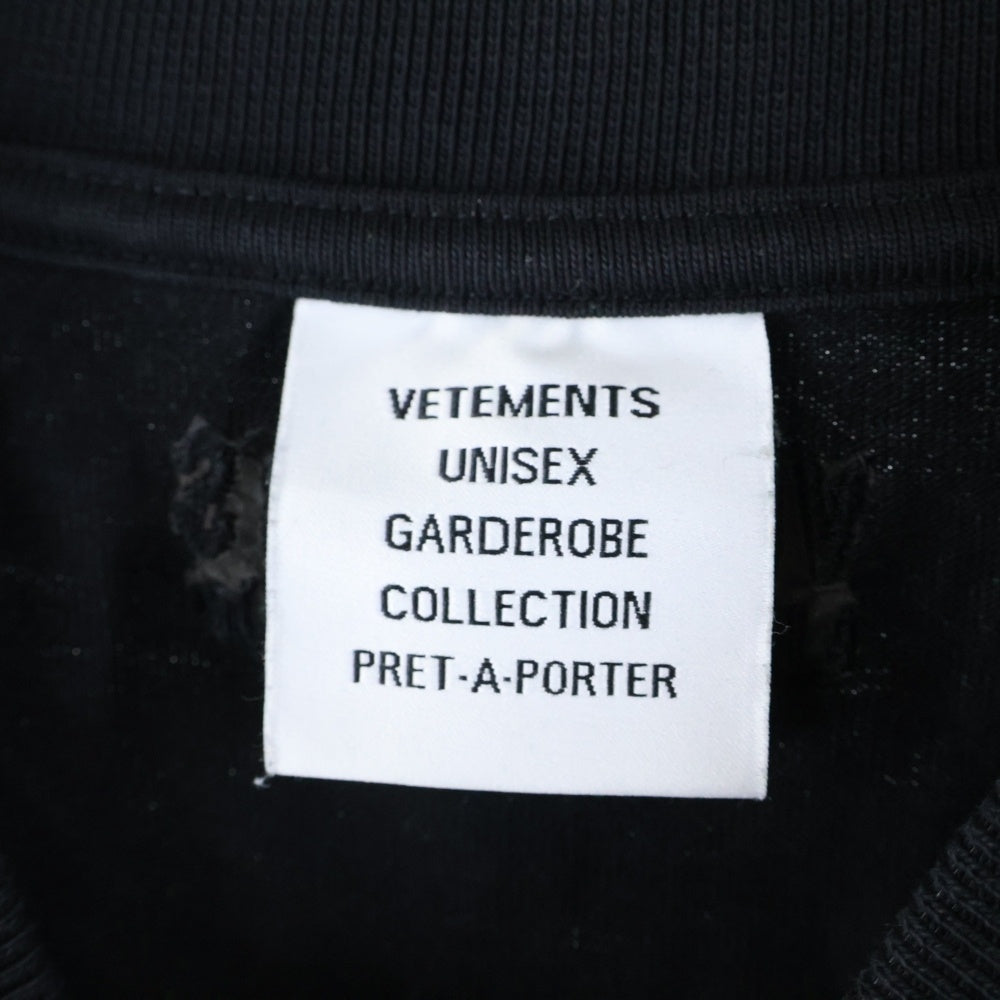 VETEMENTS
UNISEX
GARDEROBE
COLLECTION
PRET-A-PORTER